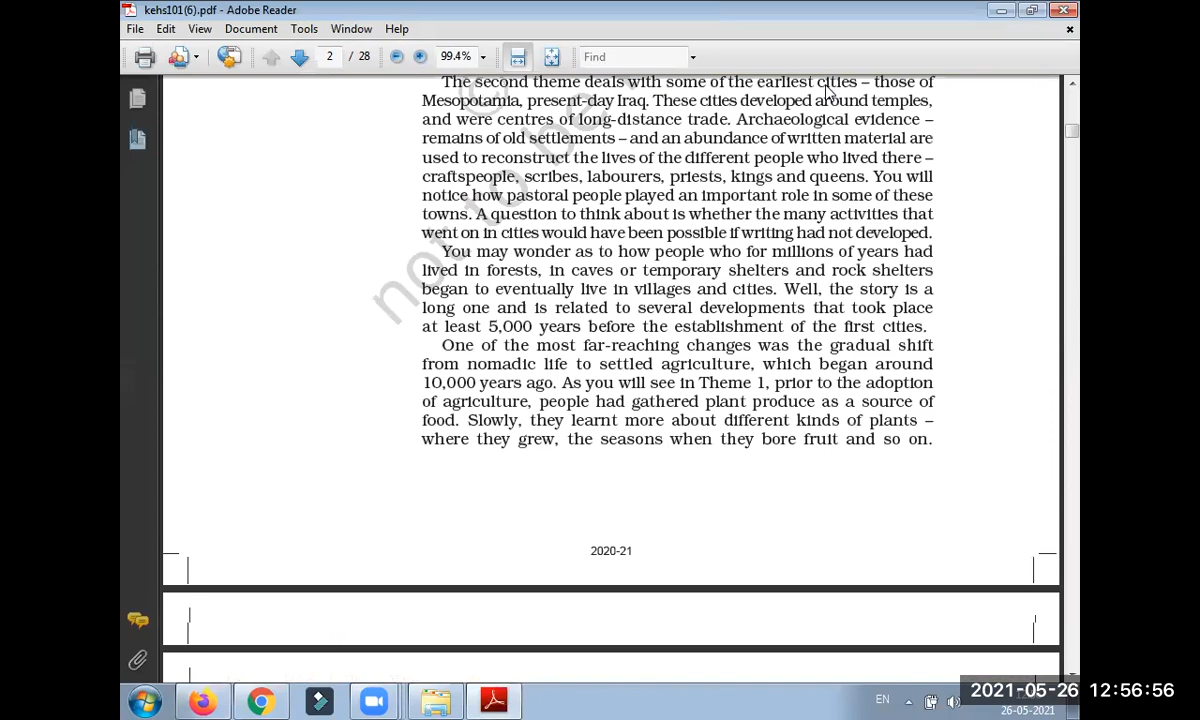 kehs101(6).pdf - Adobe Reader
File Edit View Document Tools Window Help
2 / 28 99.4% Find
The second theme deals with some of the earliest cities – those of
Mesopotamia, present-day Iraq. These cities developed around temples,
and were centres of long-distance trade. Archaeological evidence –
remains of old settlements – and an abundance of written material are
used to reconstruct the lives of the different people who lived there –
craftspeople, scribes, labourers, priests, kings and queens. You will
notice how pastoral people played an important role in some of these
towns. A question to think about is whether the many activities that
went on in cities would have been possible if writing had not developed.
You may wonder as to how people who for millions of years had
lived in forests, in caves or temporary shelters and rock shelters
began to eventually live in villages and cities. Well, the story is a
long one and is related to several developments that took place
at least 5,000 years before the establishment of the first cities.
One of the most far-reaching changes was the gradual shift
from nomadic life to settled agriculture, which began around
10,000 years ago. As you will see in Theme 1, prior to the adoption
of agriculture, people had gathered plant produce as a source of
food. Slowly, they learnt more about different kinds of plants –
where they grew, the seasons when they bore fruit and so on.
© not to be
2020-21
EN
2021-05-26 12:56:56
26-05-2021